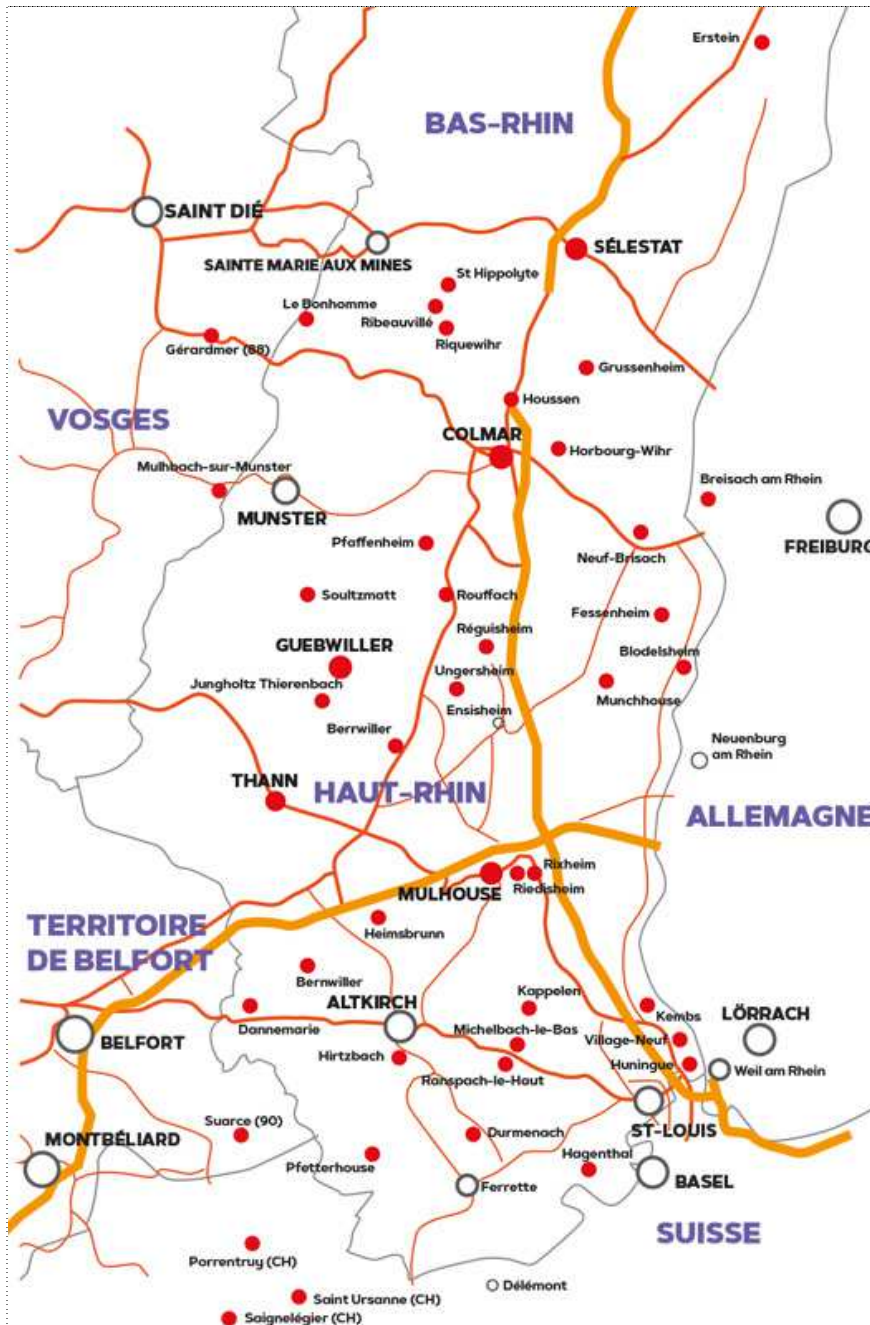 Erstein
BAS-RHIN
SAINT DIÉ
SAINTE MARIE AUX MINES
SÉLESTAT
St Hippolyte
Le Bonhomme
Ribeauvillé
Riquewihr
Gérardmer (88)
Grussenheim
Houssen
VOSGES
COLMAR
Horbourg-Wihr
Mulhbach-sur-Munster
Breisach am Rhein
MUNSTER
Pfaffenheim
Neuf-Brisach
FREIBURG
Soultzmatt
Rouffach
Fessenheim
Réguisheim
GUEBWILLER
Blodelsheim
Ungersheim
Jungholtz Thierenbach
Munchhouse
Ensisheim
Berrwiller
Neuenburg
am Rhein
THANN
HAUT-RHIN
ALLEMAGNE
Rixheim
MULHOUSE
Riedisheim
TERRITOIRE
DE BELFORT
Heimsbrunn
Bernwiller
ALTKIRCH
Kappelen
Kembs
LÖRRACH
Dannemarie
Michelbach-le-Bas
Village-Neuf
BELFORT
Hirtzbach
Ranspach-le-Haut
Huningue
Weil am Rhein
Suarce (90)
ST-LOUIS
MONTBÉLIARD
Durmenach
Pfetterhouse
Hagenthal
Ferrette
BASEL
SUISSE
Porrentruy (CH)
Délémont
Saint Ursanne (CH)
Saignelégier (CH)